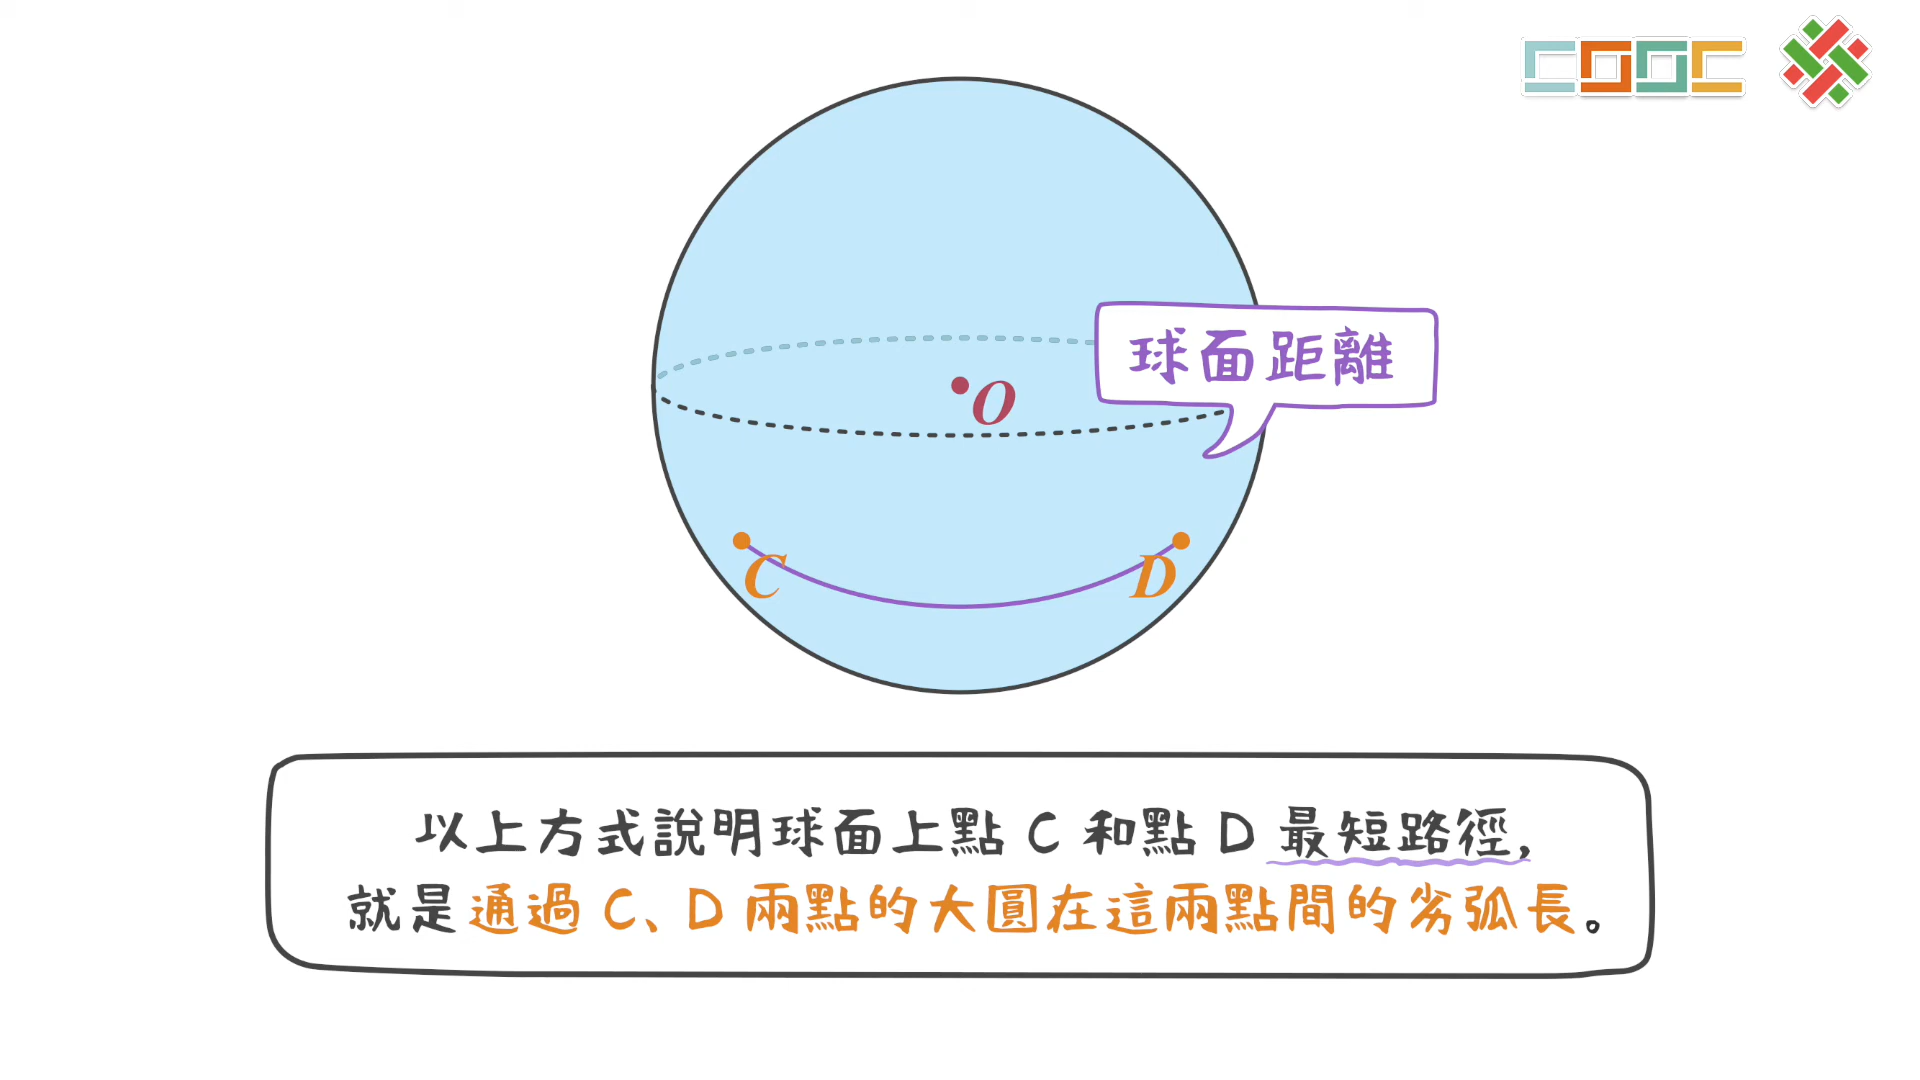 COOC
球面距離
O
C
D
以上方式說明球面上點 C 和點 D 最短路徑,
就是通過 C、D 兩點的大圓在這兩點間的劣弧長。